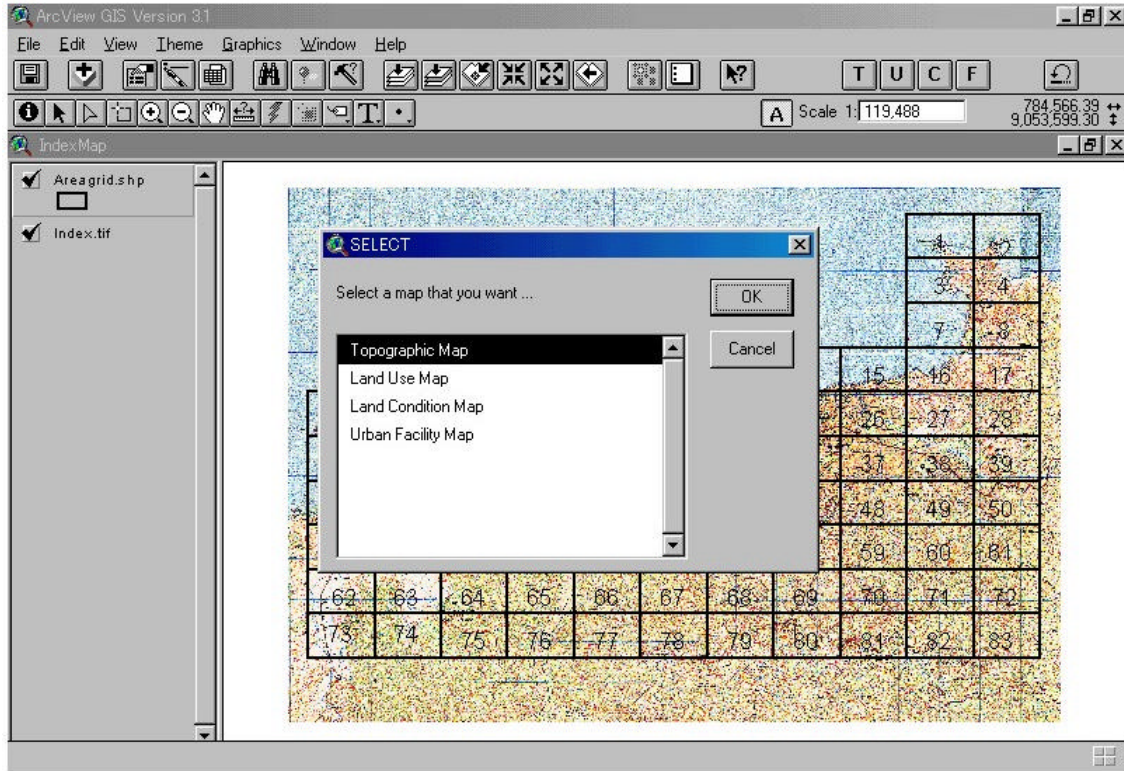 ArcView GIS Version 3.1
File Edit View Theme Graphics Window Help
T U C F
A Scale 1: 119,488 784,566.39
9,053,599.30
IndexMap
Areagrid.shp
Index.tif
SELECT
Select a map that you want ...
OK
Cancel
Topographic Map
Land Use Map
Land Condition Map
Urban Facility Map
1 2
3 4
7 8
15 16 17
26 27 28
37 38 39
48 49 50
59 60 61
62 63 64 65 66 67 68 69 70 71 72
73 74 75 76 77 78 79 80 81 82 83